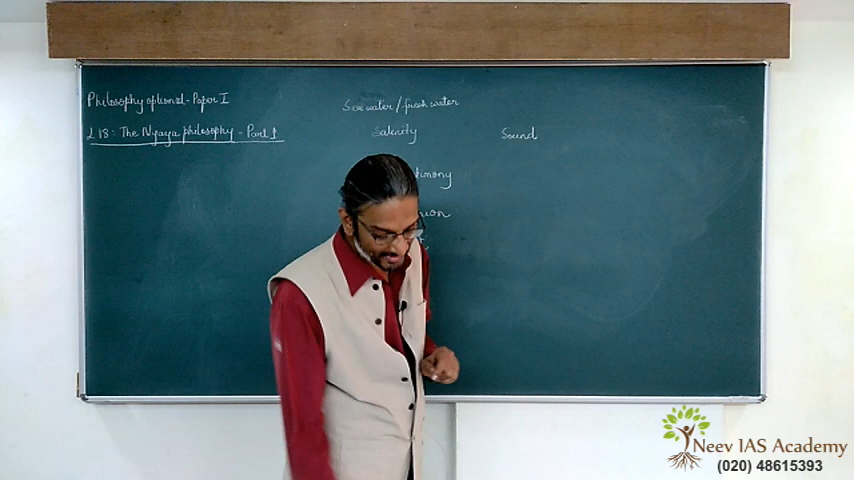 Philosophy optional - Paper I
L 18: The Nyaya philosophy - Part 1
Sea water / fresh water
Salinity
Sound
timony
Neev IAS Academy
(020) 48615393